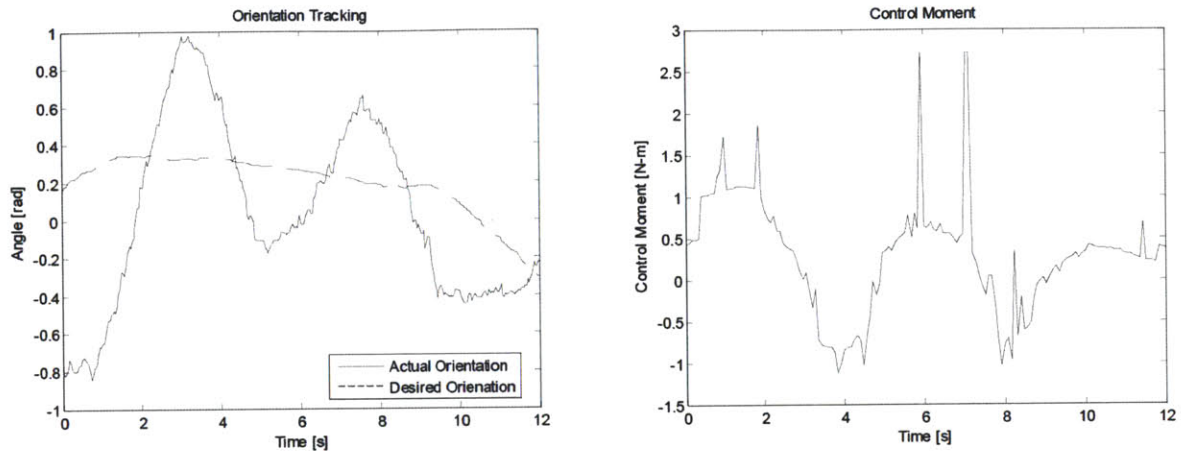 Orientation Tracking
1
0.8
0.6
0.4
0.2
0
-0.2
-0.4
-0.6
-0.8
-1
Angle [rad]
Actual Orientation
Desired Orienation
0 2 4 6 8 10 12
Time [s]
Control Moment
3
2.5
2
1.5
1
0.5
0
-0.5
-1
-1.5
Control Moment [N-m]
0 2 4 6 8 10 12
Time [s]